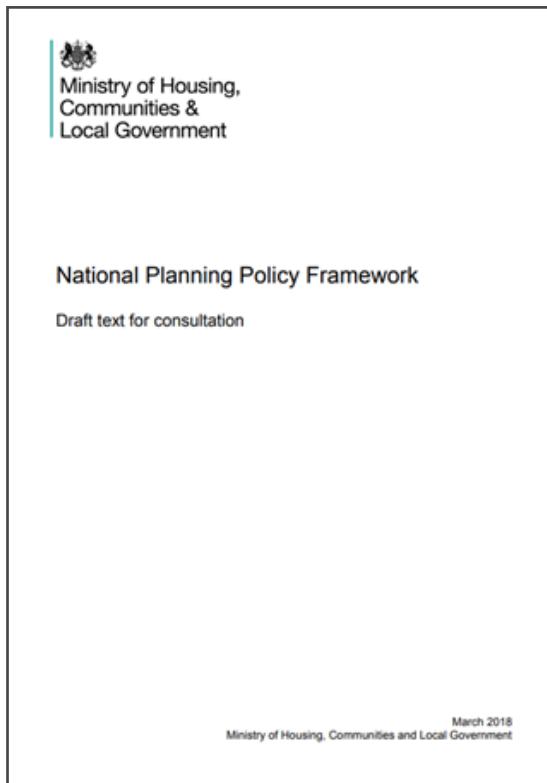 Ministry of Housing,
Communities &
Local Government
National Planning Policy Framework
Draft text for consultation
March 2018
Ministry of Housing, Communities and Local Government